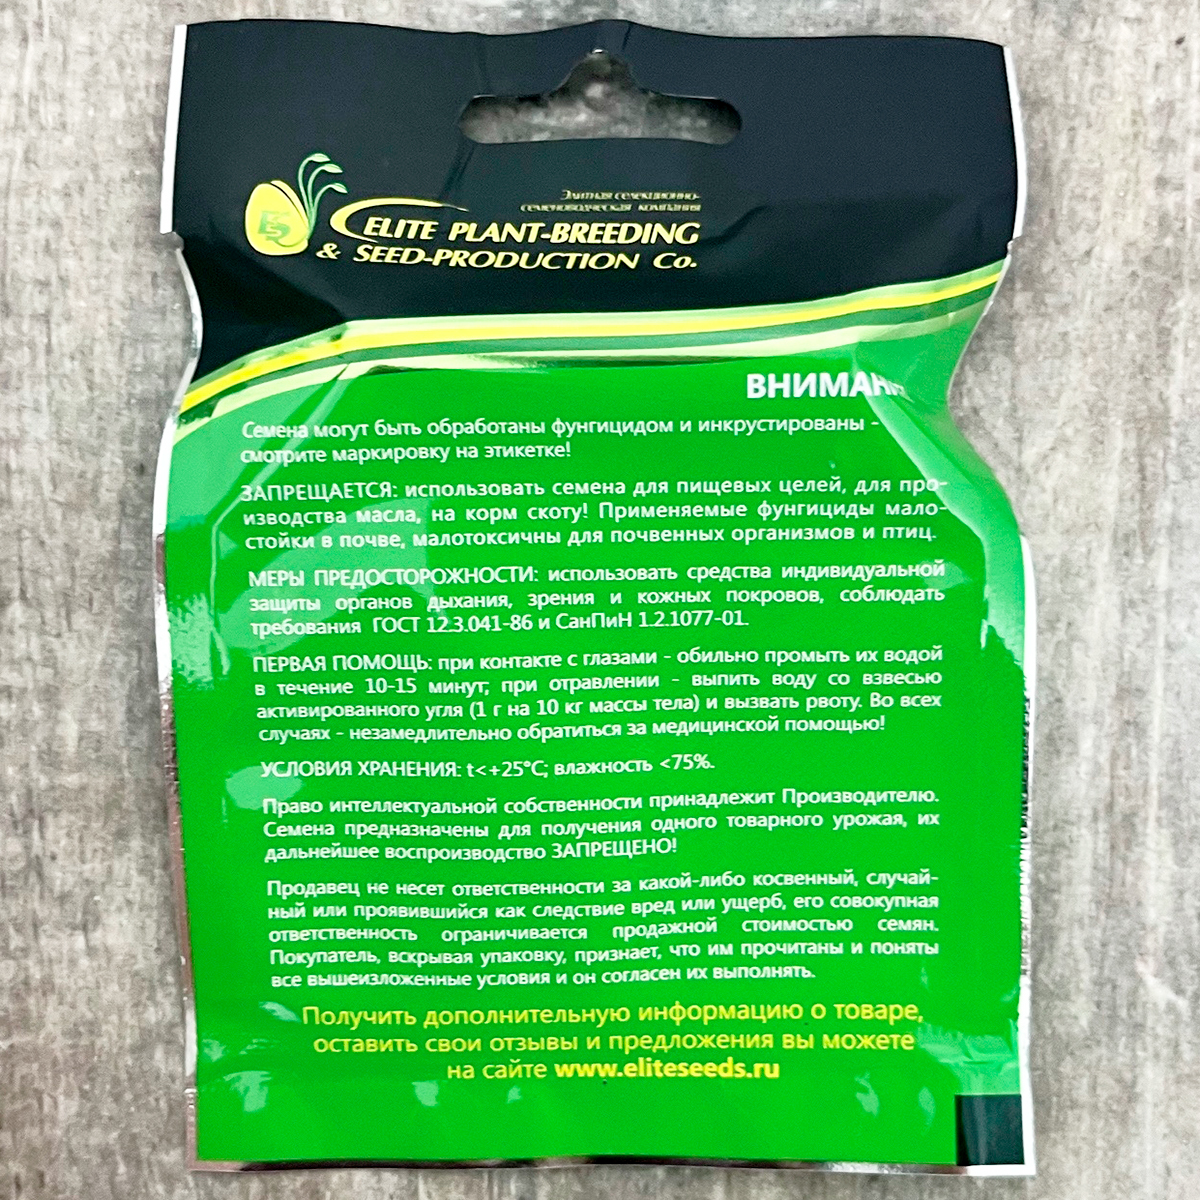 Элитная селекционно-
семеноводческая компания
ELITE PLANT-BREEDING
& SEED-PRODUCTION Co.
ES
Семена могут быть обработаны фунгицидом и инкрустированы -
смотрите маркировку на этикетке!
ЗАПРЕЩАЕТСЯ: использовать семена для пищевых целей, для про-
изводства масла, на корм скоту! Применяемые фунгициды мало-
стойки в почве, малотоксичны для почвенных организмов и птиц.
МЕРЫ ПРЕДОСТОРОЖНОСТИ: использовать средства индивидуальной
защиты органов дыхания, зрения и кожных покровов, соблюдать
требования ГОСТ 12.3.041-86 и СанПиН 1.2.1077-01.
ПЕРВАЯ ПОМОЩЬ: при контакте с глазами - обильно промыть их водой
в течение 10-15 минут; при отравлении - выпить воду со взвесью
активированного угля (1 г на 10 кг массы тела) и вызвать рвоту. Во всех
случаях - незамедлительно обратиться за медицинской помощью!
УСЛОВИЯ ХРАНЕНИЯ: t<+25°C; влажность <75%.
Право интеллектуальной собственности принадлежит Производителю.
Семена предназначены для получения одного товарного урожая, их
дальнейшее воспроизводство ЗАПРЕЩЕНО!
Продавец не несет ответственности за какой-либо косвенный, случай-
ный или проявившийся как следствие вред или ущерб, его совокупная
ответственность ограничивается продажной стоимостью семян.
Покупатель, вскрывая упаковку, признает, что им прочитаны и поняты
все вышеизложенные условия и он согласен их выполнять.
Получить дополнительную информацию о товаре,
оставить свои отзывы и предложения вы можете
на сайте www.eliteseeds.ru